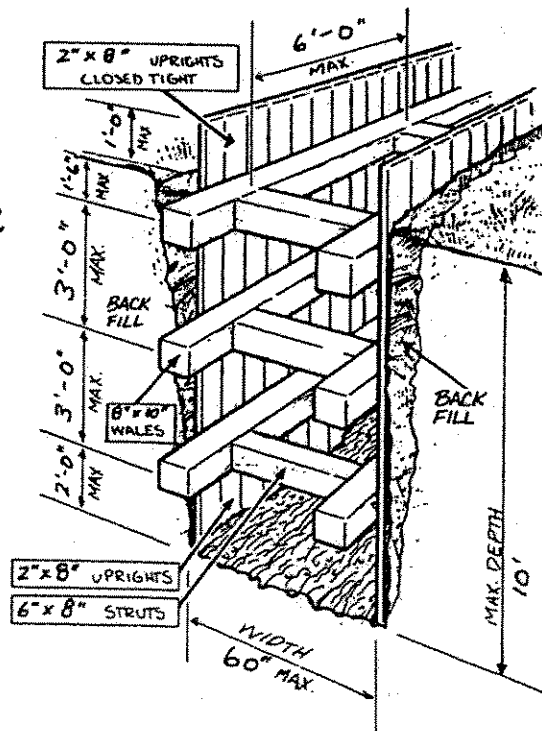 6'-0"
MAX.
2" x 8" UPRIGHTS
CLOSED TIGHT
1'-0"
MAX
1'-6"
MAX
3'-0"
MAX.
BACK
FILL
3'-0"
MAX.
8" x 10"
WALES
2'-0"
MAX
BACK
FILL
MAX. DEPTH
10'
2" x 8" UPRIGHTS
6" x 8" STRUTS
WIDTH
60" MAX.